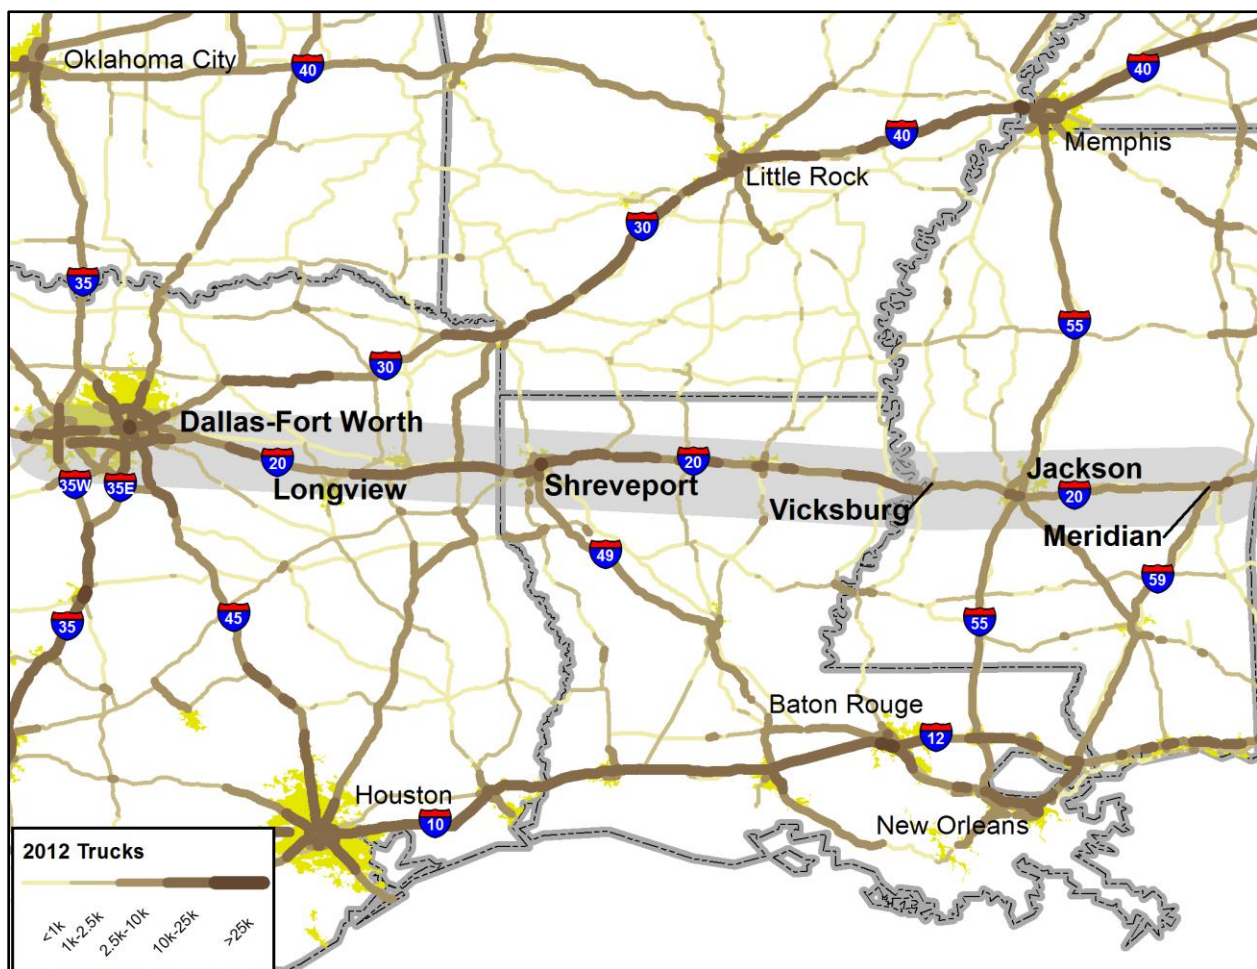 Oklahoma City
40
40
40
Memphis
Little Rock
30
35
55
30
Dallas-Fort Worth
20
35W
35E
Longview
Shreveport
20
Vicksburg
Jackson
20
Meridian
49
59
35
45
55
Baton Rouge
12
Houston
10
New Orleans
2012 Trucks
<1k
1k-2.5k
2.5k-10k
10k-25k
>25k